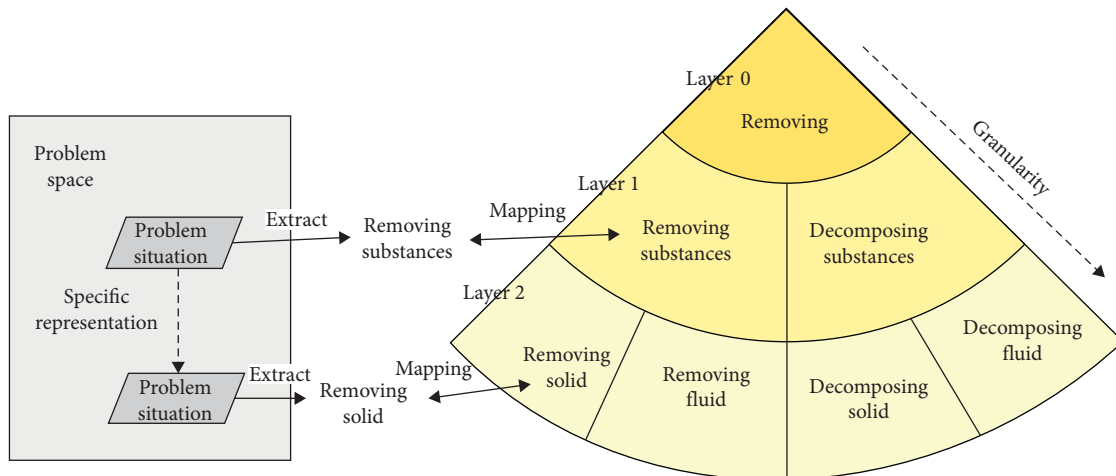 Problem
space
Problem
situation
Specific
representation
Problem
situation
Extract
Removing
substances
Mapping
Extract
Removing
solid
Mapping
Layer 0
Removing
Layer 1
Removing
substances
Decomposing
substances
Layer 2
Removing
solid
Removing
fluid
Decomposing
solid
Decomposing
fluid
Granularity